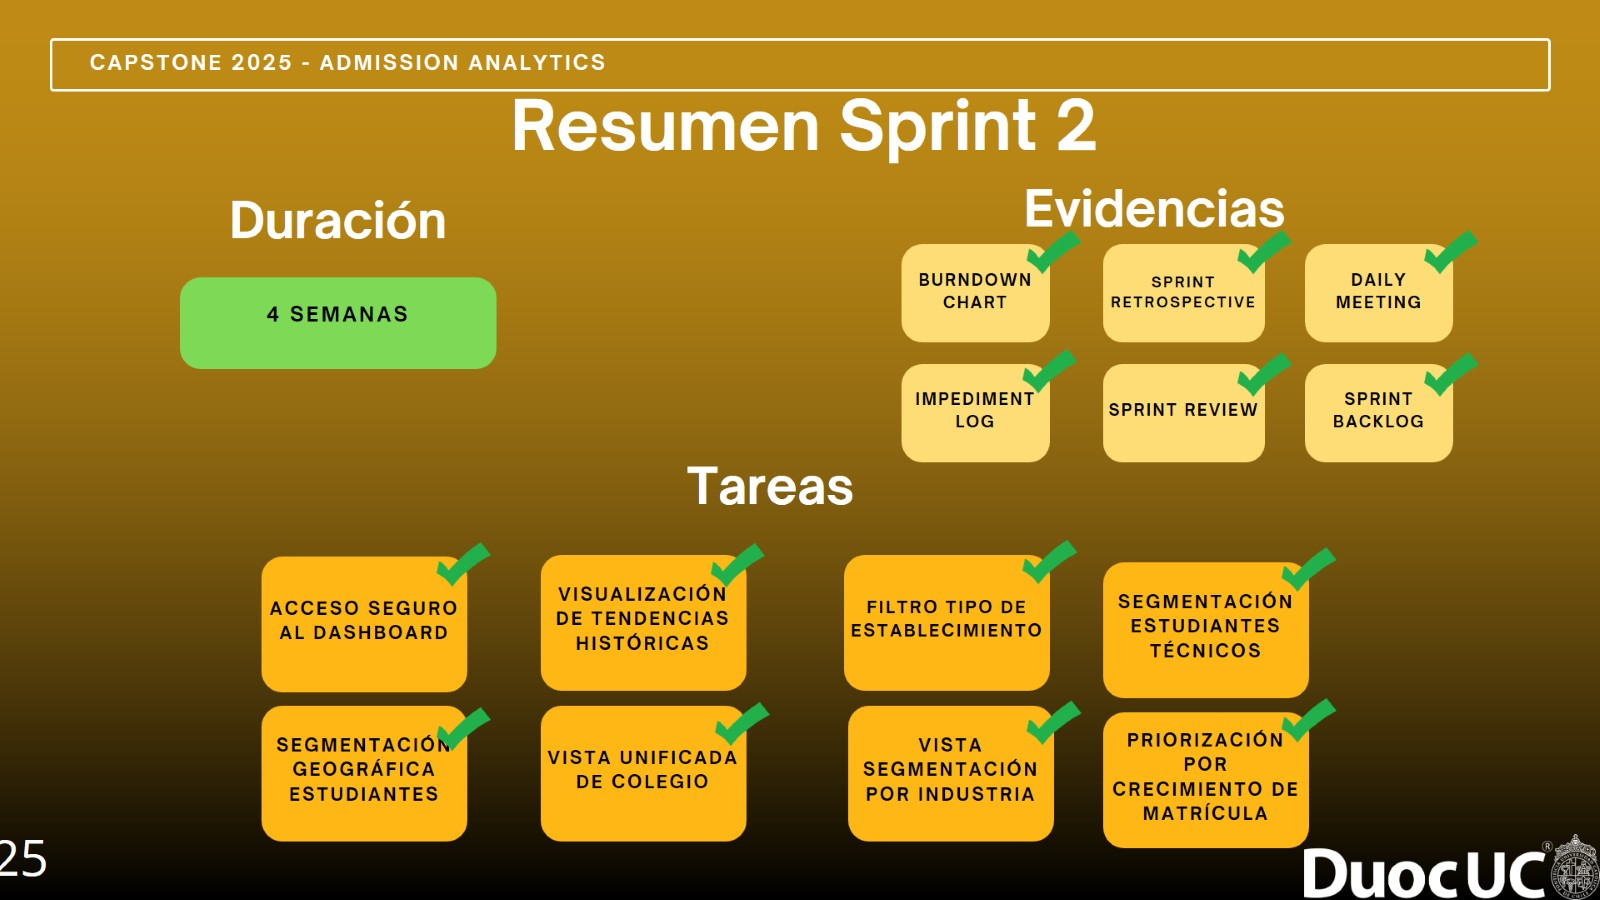 CAPSTONE 2025 - ADMISSION ANALYTICS
Resumen Sprint 2
Duración
4 SEMANAS
Evidencias
BURNDOWN
CHART
SPRINT
RETROSPECTIVE
DAILY
MEETING
IMPEDIMENT
LOG
SPRINT REVIEW
SPRINT
BACKLOG
Tareas
ACCESO SEGURO
AL DASHBOARD
VISUALIZACIÓN
DE TENDENCIAS
HISTÓRICAS
FILTRO TIPO DE
ESTABLECIMIENTO
SEGMENTACIÓN
ESTUDIANTES
TÉCNICOS
SEGMENTACIÓN
GEOGRÁFICA
ESTUDIANTES
VISTA UNIFICADA
DE COLEGIO
VISTA
SEGMENTACIÓN
POR INDUSTRIA
PRIORIZACIÓN
POR
CRECIMIENTO DE
MATRÍCULA
25
DuocUC®